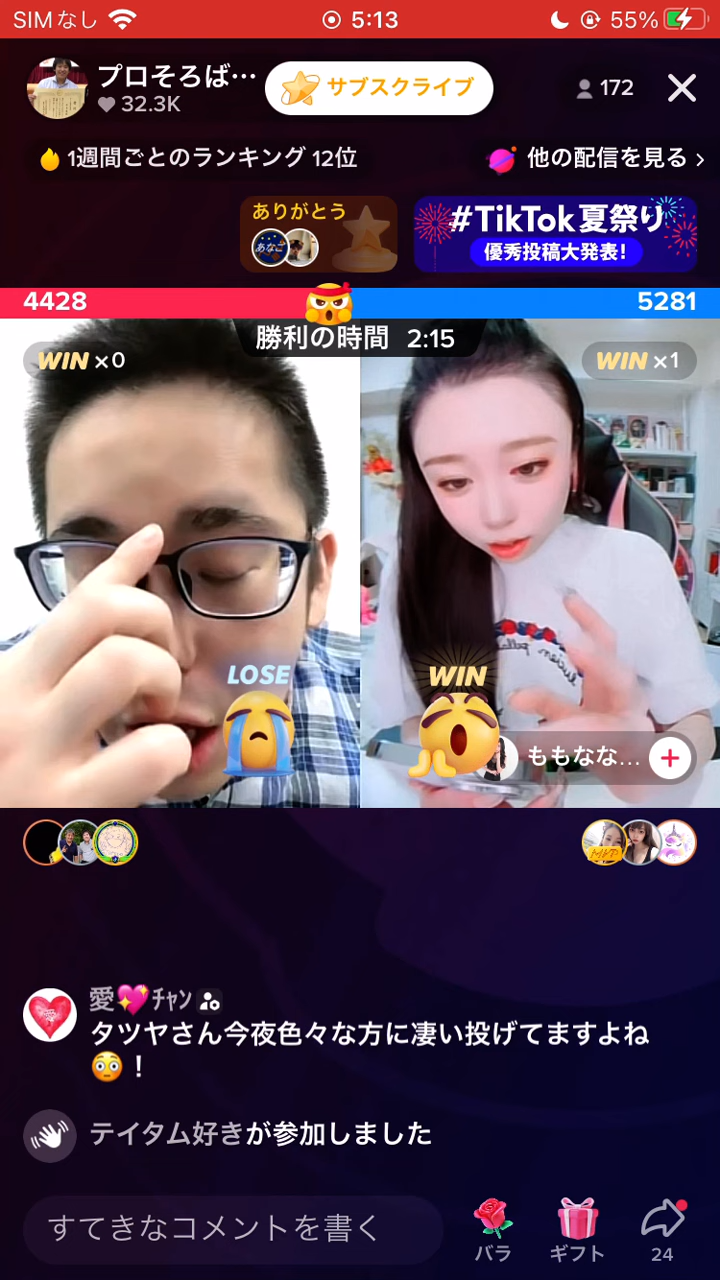 SIMなし 5:13 55%
プロそろば… サブスクライブ 172
32.3K
1週間ごとのランキング 12位 他の配信を見る
ありがとう #TikTok夏祭り
あなご 優秀投稿大発表!
4428 5281
勝利の時間 2:15
WIN ×0 WIN ×1
LOSE WIN
ももなな…
愛💖チャン
タツヤさん今夜色々な方に凄い投げてますよね
😳！
テイタム好きが参加しました
すてきなコメントを書く
バラ ギフト 24